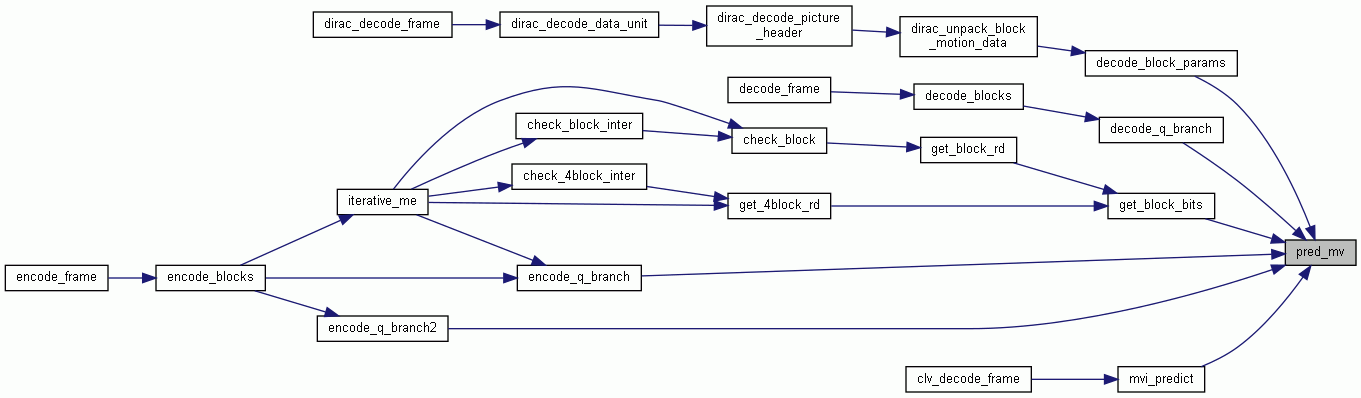 dirac_decode_frame
dirac_decode_data_unit
dirac_decode_picture
_header
dirac_unpack_block
_motion_data
decode_block_params
decode_frame
decode_blocks
decode_q_branch
check_block_inter
check_block
get_block_rd
check_4block_inter
iterative_me
get_4block_rd
get_block_bits
pred_mv
encode_frame
encode_blocks
encode_q_branch
encode_q_branch2
clv_decode_frame
mvi_predict